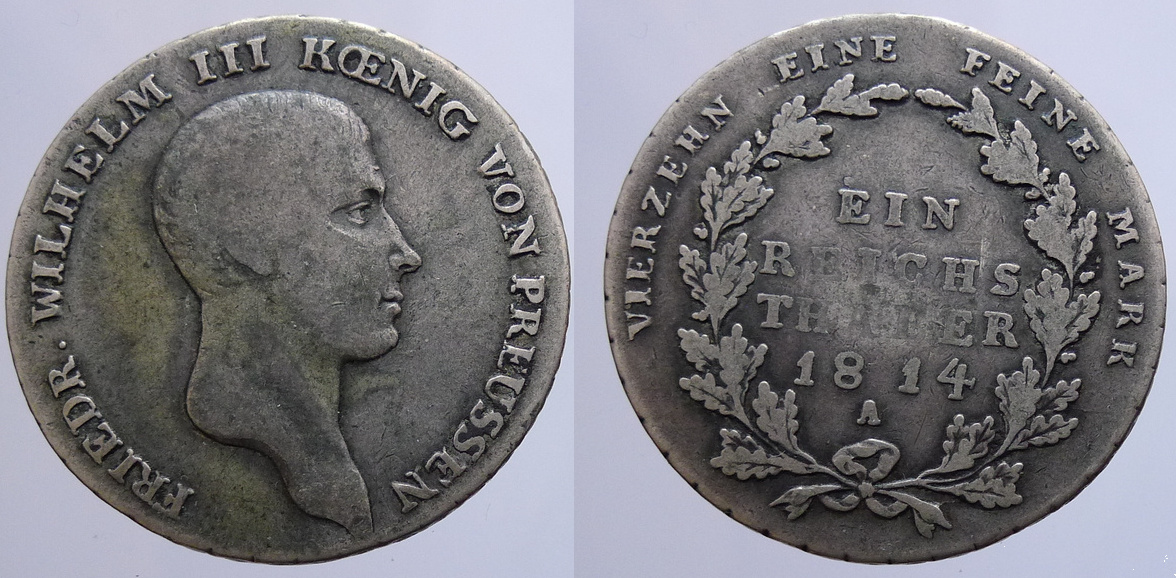 FRIEDR. WILHELM III KŒNIG VON PREUSSEN
VIERZEHN EINE FEINE MARK
EIN
REICHS
THALER
1814
A